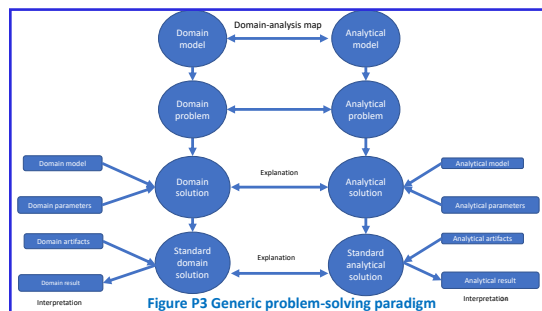 Domain-analysis map
Domain
model
Analytical
model
Domain
problem
Analytical
problem
Domain model
Domain parameters
Domain
solution
Explanation
Analytical
solution
Analytical model
Analytical parameters
Domain artifacts
Domain result
Interpretation
Standard
domain
solution
Explanation
Standard
analytical
solution
Analytical artifacts
Analytical result
Interpretation
Figure P3 Generic problem-solving paradigm